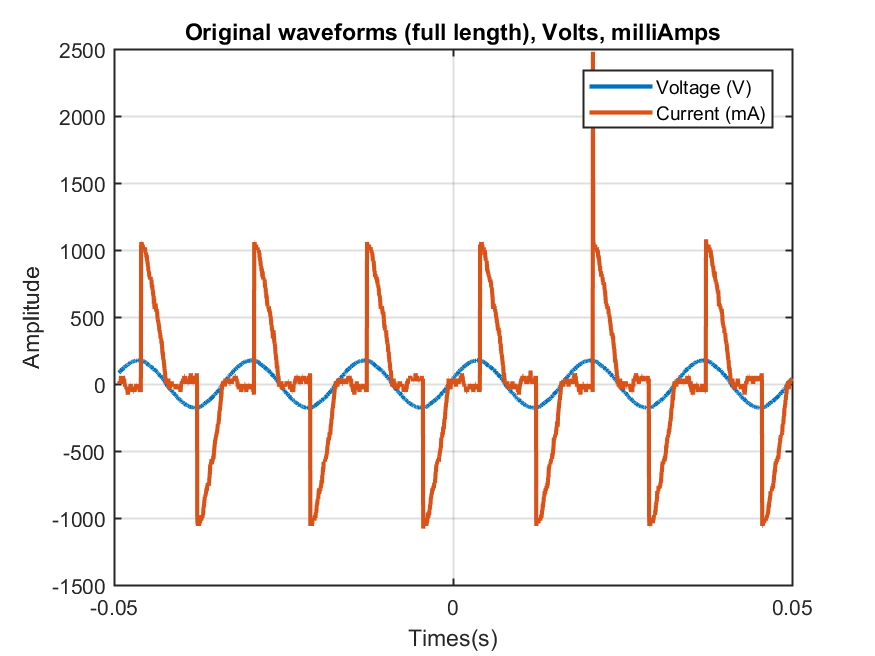 Original waveforms (full length), Volts, milliAmps
2500
Voltage (V)
Current (mA)
2000
1500
1000
Amplitude
500
0
-500
-1000
-1500
-0.05
0
0.05
Times(s)